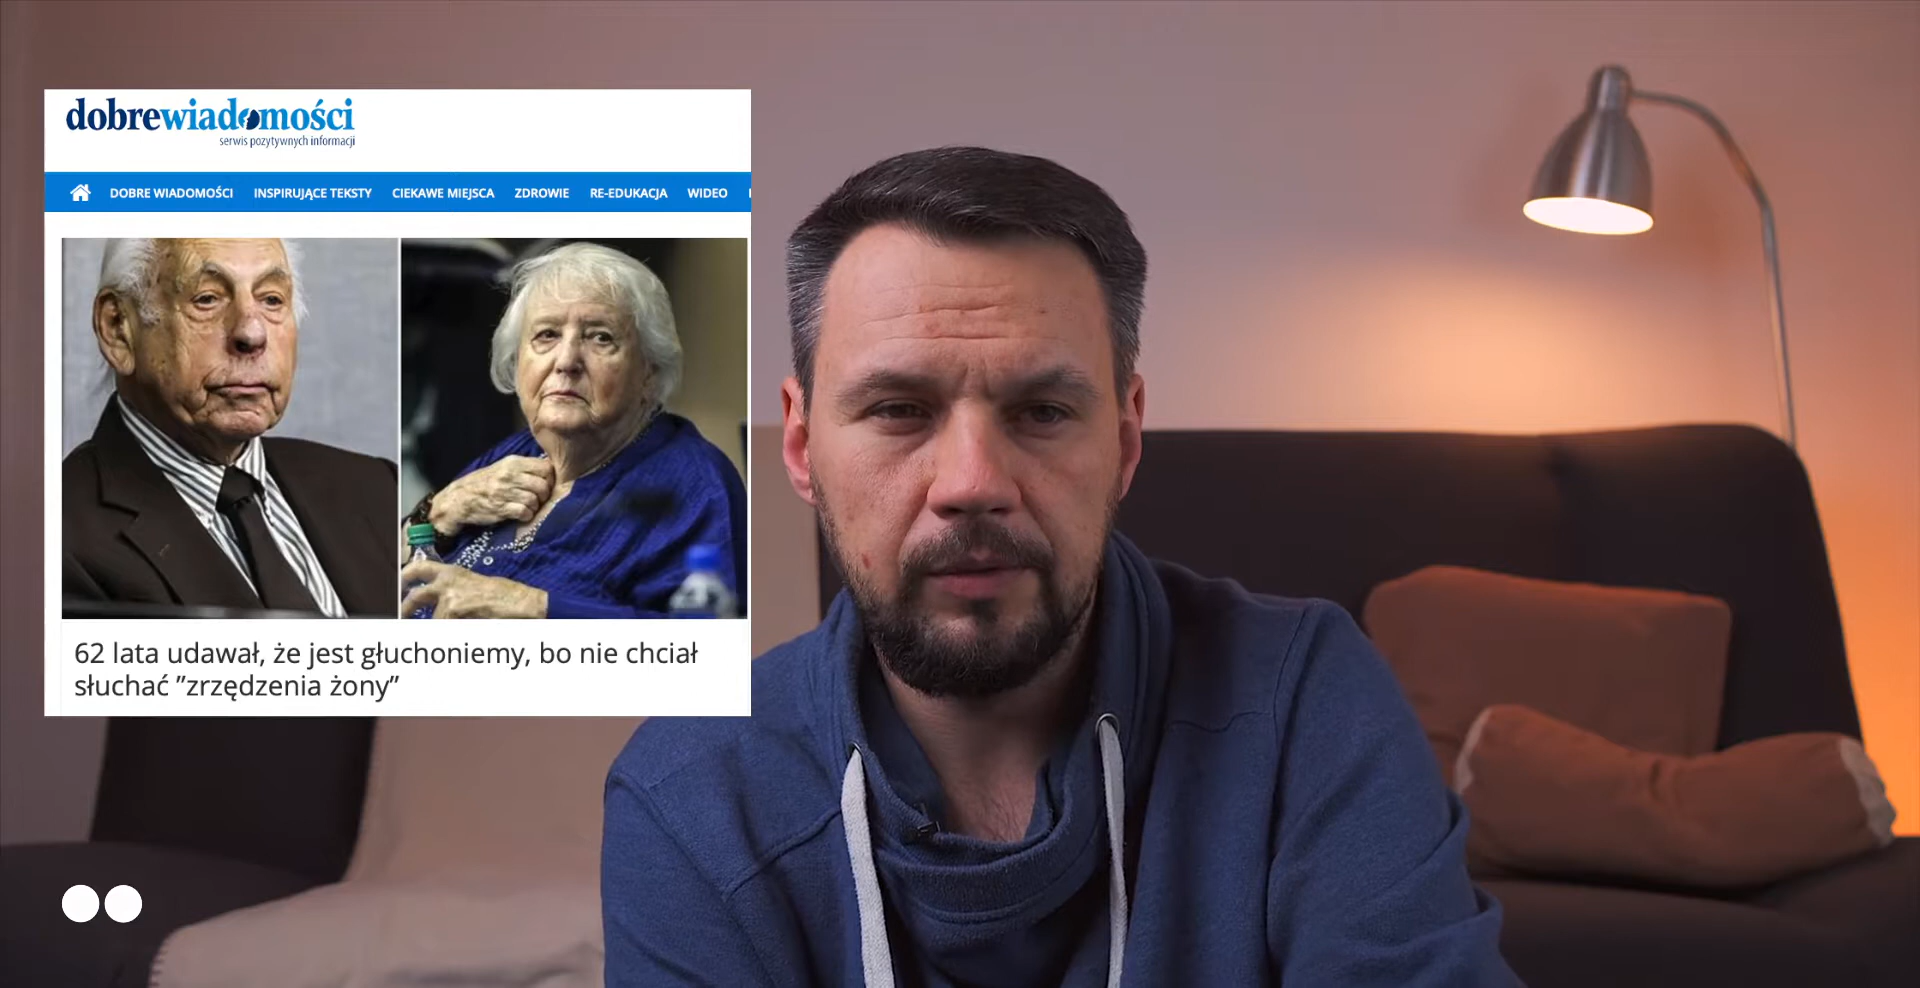 dobrewiadomości
serwis pozytywnych informacji
DOBRE WIADOMOŚCI INSPIRUJĄCE TEKSTY CIEKAWE MIEJSCA ZDROWIE RE-EDUKACJA WIDEO
62 lata udawał, że jest głuchoniemy, bo nie chciał
słuchać ”zrzędzenia żony”